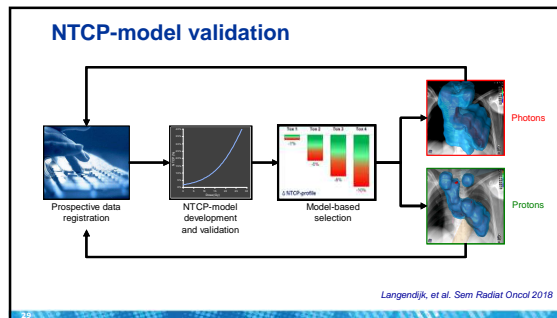 NTCP-model validation
Tox 1 Tox 2 Tox 3 Tox 4
Δ NTCP-profile
Photons
Protons
Prospective data
registration
NTCP-model
development
and validation
Model-based
selection
Langendijk, et al. Sem Radiat Oncol 2018
29